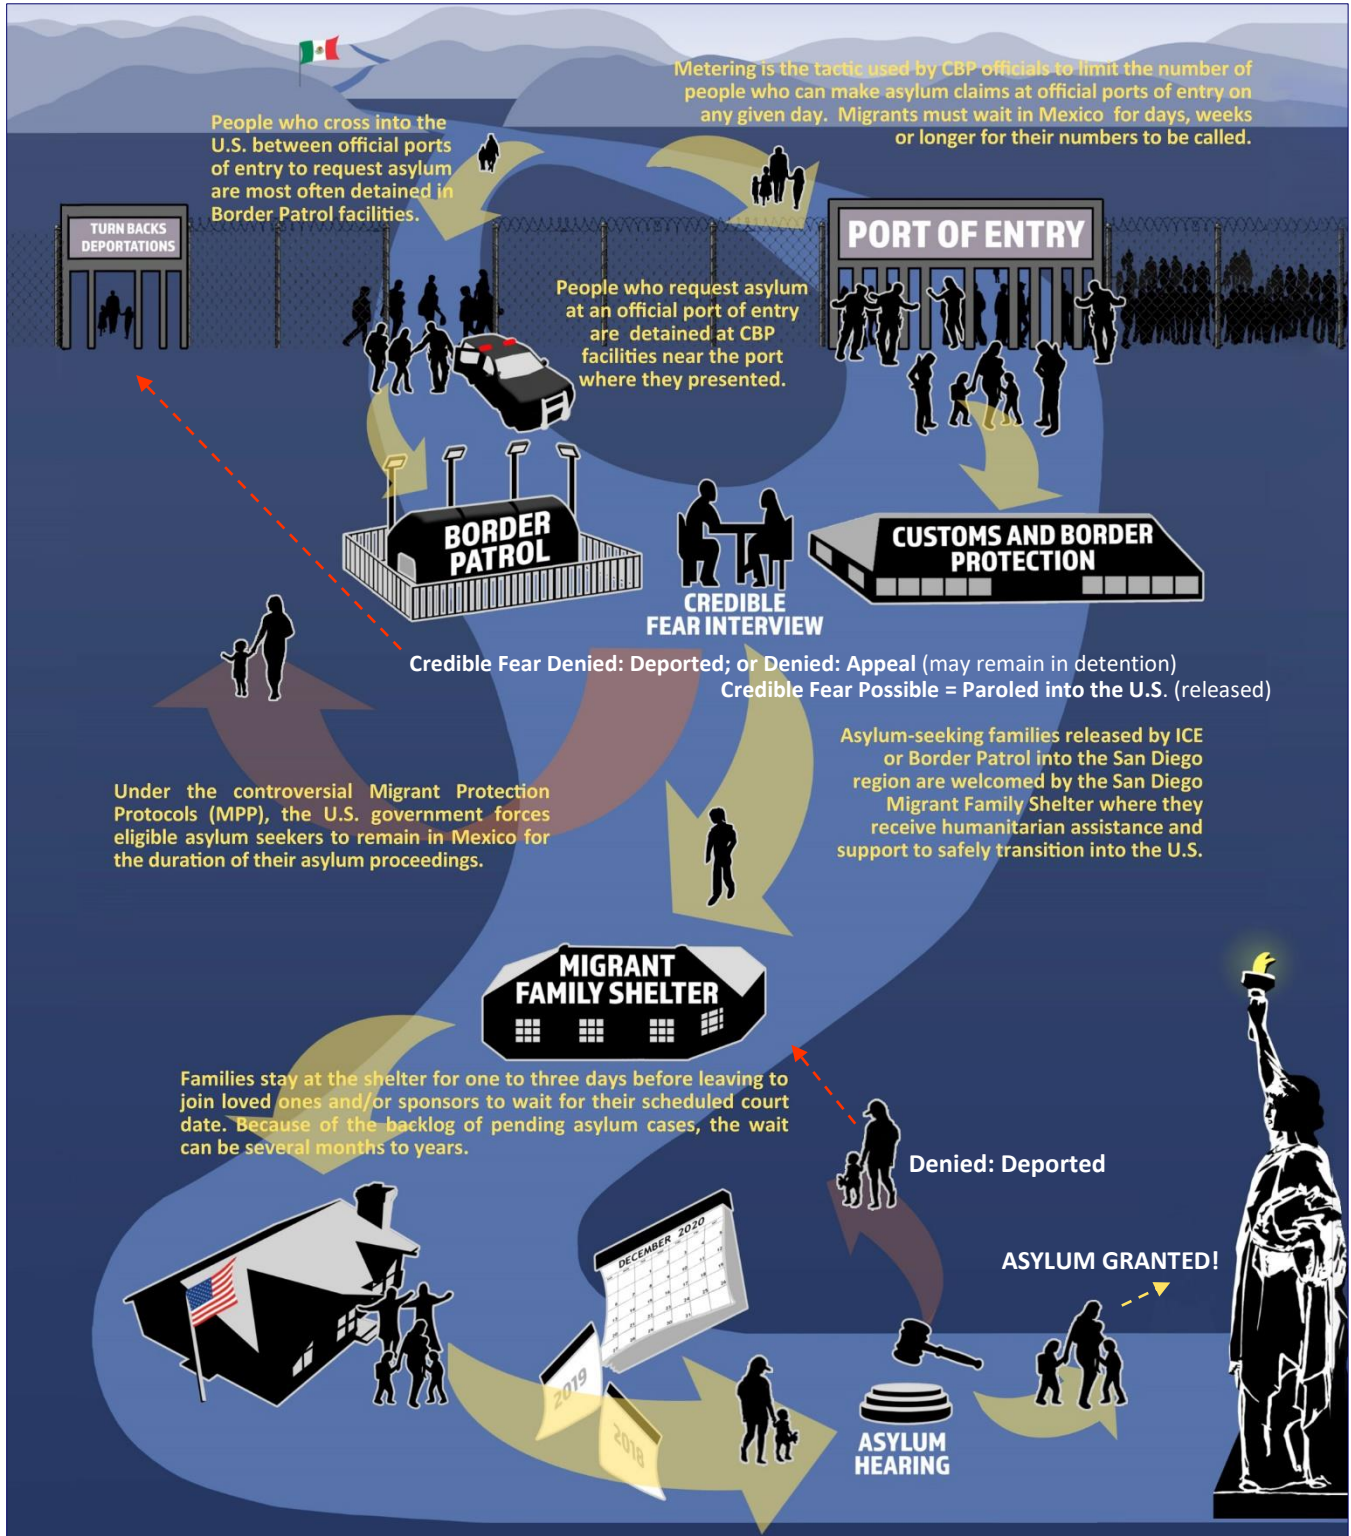 Metering is the tactic used by CBP officials to limit the number of
people who can make asylum claims at official ports of entry on
any given day. Migrants must wait in Mexico for days, weeks
or longer for their numbers to be called.
People who cross into the
U.S. between official ports
of entry to request asylum
are most often detained in
Border Patrol facilities.
TURN BACKS
DEPORTATIONS
PORT OF ENTRY
People who request asylum
at an official port of entry
are detained at CBP
facilities near the port
where they presented.
BORDER
PATROL
CUSTOMS AND BORDER
PROTECTION
CREDIBLE
FEAR INTERVIEW
Credible Fear Denied: Deported; or Denied: Appeal (may remain in detention)
Credible Fear Possible = Paroled into the U.S. (released)
Asylum-seeking families released by ICE
or Border Patrol into the San Diego
region are welcomed by the San Diego
Migrant Family Shelter where they
receive humanitarian assistance and
support to safely transition into the U.S.
Under the controversial Migrant Protection
Protocols (MPP), the U.S. government forces
eligible asylum seekers to remain in Mexico for
the duration of their asylum proceedings.
MIGRANT
FAMILY SHELTER
Families stay at the shelter for one to three days before leaving to
join loved ones and/or sponsors to wait for their scheduled court
date. Because of the backlog of pending asylum cases, the wait
can be several months to years.
Denied: Deported
ASYLUM GRANTED!
DECEMBER 2020
2019
2018
ASYLUM
HEARING